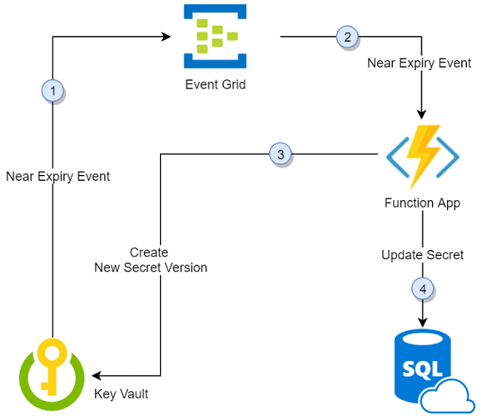 Event Grid
2
Near Expiry Event
1
Near Expiry Event
3
Function App
Create
New Secret Version
Update Secret
4
SQL
Key Vault